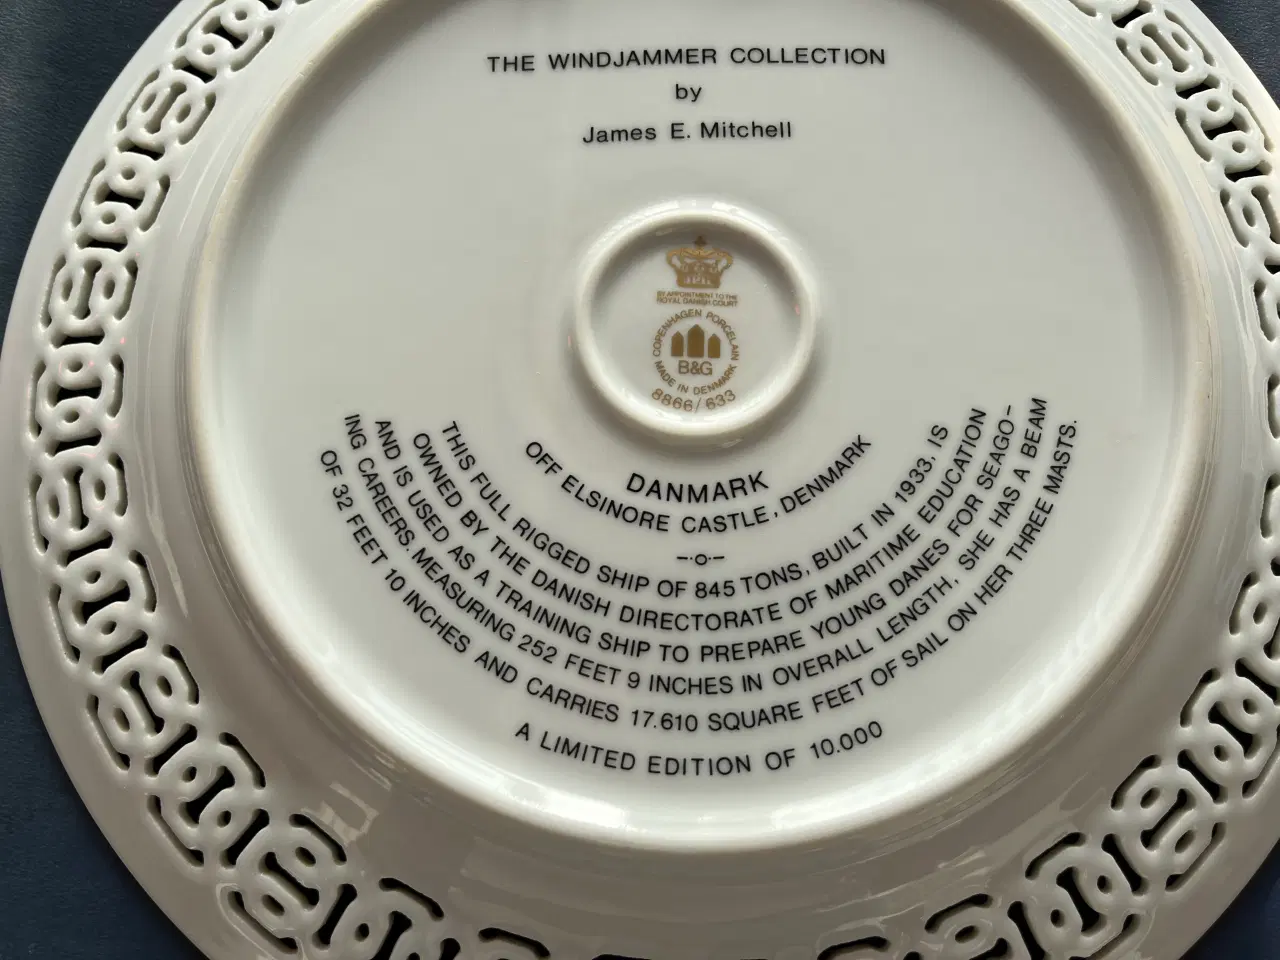 THE WINDJAMMER COLLECTION
by
James E. Mitchell
BY APPOINTMENT TO THE
ROYAL DANISH COURT
COPENHAGEN PORCELAIN
B&G
MADE IN DENMARK
8866/633
DANMARK
OFF ELSINORE CASTLE, DENMARK
—·o·—
THIS FULL RIGGED SHIP OF 845 TONS, BUILT IN 1933, IS
OWNED BY THE DANISH DIRECTORATE OF MARITIME EDUCATION
AND IS USED AS A TRAINING SHIP TO PREPARE YOUNG DANES FOR SEAGO-
ING CAREERS. MEASURING 252 FEET 9 INCHES IN OVERALL LENGTH, SHE HAS A BEAM
OF 32 FEET 10 INCHES AND CARRIES 17.610 SQUARE FEET OF SAIL ON HER THREE MASTS.
A LIMITED EDITION OF 10.000